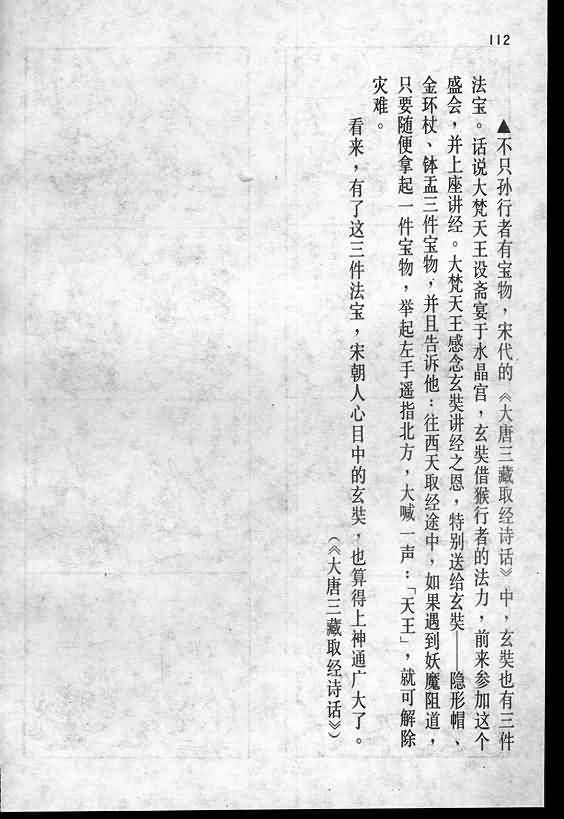 112
▲不只孙行者有宝物，宋代的《大唐三藏取经诗话》中，玄奘也有三件
法宝。话说大梵天王设斋宴于水晶宫，玄奘借猴行者的法力，前来参加这个
盛会，并上座讲经。大梵天王感念玄奘讲经之恩，特别送给玄奘——隐形帽、
金环杖、钵盂三件宝物，并且告诉他：往西天取经途中，如果遇到妖魔阻道，
只要随便拿起一件宝物，举起左手遥指北方，大喊一声：「天王」，就可解除
灾难。
看来，有了这三件法宝，宋朝人心目中的玄奘，也算得上神通广大了。
（《大唐三藏取经诗话》）